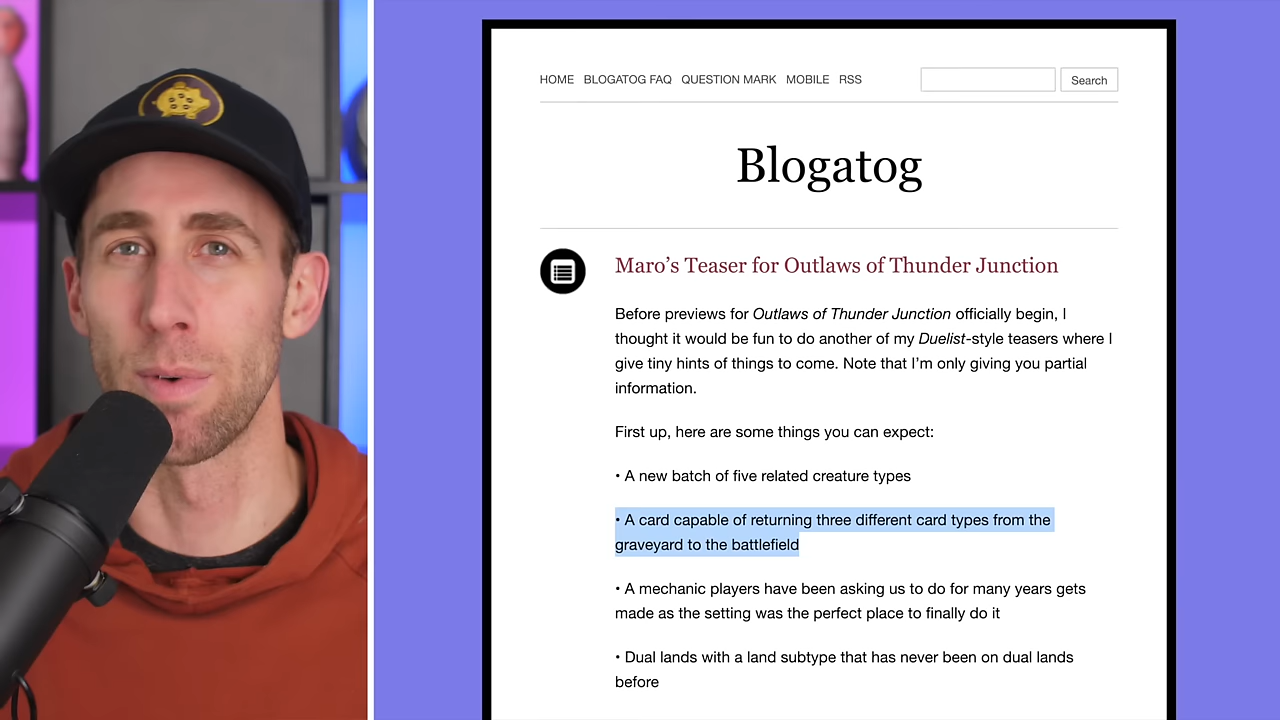 HOME BLOGATOG FAQ QUESTION MARK MOBILE RSS Search
Blogatog
Maro's Teaser for Outlaws of Thunder Junction
Before previews for Outlaws of Thunder Junction officially begin, I
thought it would be fun to do another of my Duelist-style teasers where I
give tiny hints of things to come. Note that I'm only giving you partial
information.
First up, here are some things you can expect:
• A new batch of five related creature types
• A card capable of returning three different card types from the
graveyard to the battlefield
• A mechanic players have been asking us to do for many years gets
made as the setting was the perfect place to finally do it
• Dual lands with a land subtype that has never been on dual lands
before